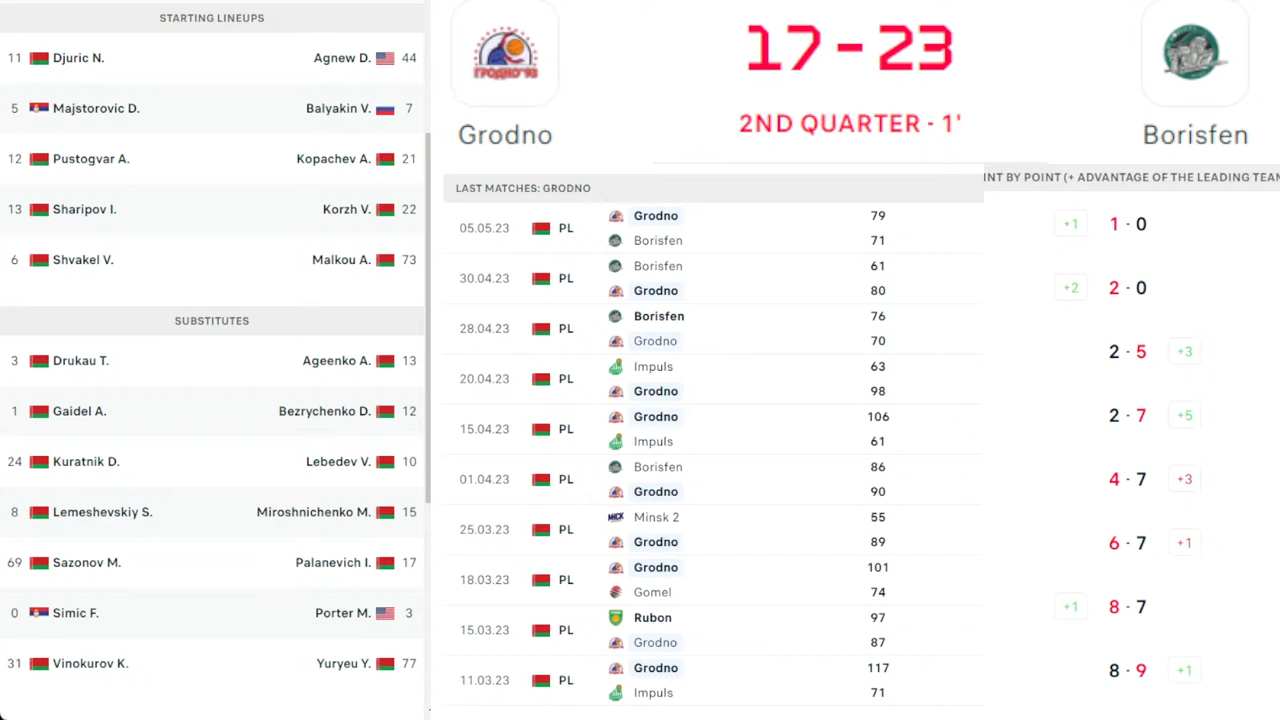 STARTING LINEUPS
11 Djuric N. Agnew D. 44
5 Majstorovic D. Balyakin V. 7
12 Pustogvar A. Kopachev A. 21
13 Sharipov I. Korzh V. 22
6 Shvakel V. Malkou A. 73
SUBSTITUTES
3 Drukau T. Ageenko A. 13
1 Gaidel A. Bezrychenko D. 12
24 Kuratnik D. Lebedev V. 10
8 Lemeshevskiy S. Miroshnichenko M. 15
69 Sazonov M. Palanevich I. 17
0 Simic F. Porter M. 3
31 Vinokurov K. Yuryeu Y. 77
ГРОДНО'93
17-23
2ND QUARTER - 1'
Grodno
Borisfen
LAST MATCHES: GRODNO
05.05.23 PL
Grodno 79
Borisfen 71
30.04.23 PL
Borisfen 61
Grodno 80
28.04.23 PL
Borisfen 76
Grodno 70
20.04.23 PL
Impuls 63
Grodno 98
15.04.23 PL
Grodno 106
Impuls 61
01.04.23 PL
Borisfen 86
Grodno 90
25.03.23 PL
Minsk 2 55
Grodno 89
18.03.23 PL
Grodno 101
Gomel 74
15.03.23 PL
Rubon 97
Grodno 87
11.03.23 PL
Grodno 117
Impuls 71
INT BY POINT (+ ADVANTAGE OF THE LEADING TEAM
+1 1 - 0
+2 2 - 0
2 - 5 +3
2 - 7 +5
4 - 7 +3
6 - 7 +1
+1 8 - 7
8 - 9 +1